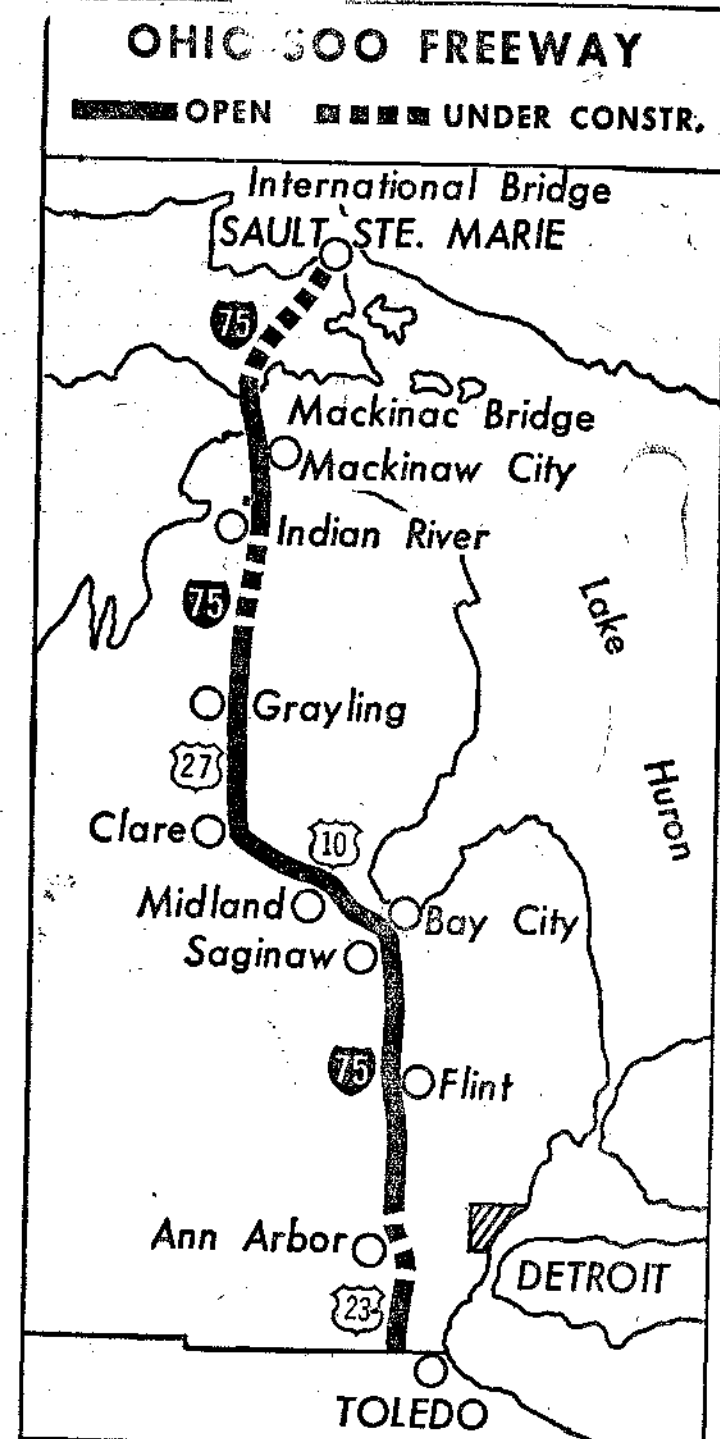 OHIO SOO FREEWAY
OPEN UNDER CONSTR.
International Bridge
SAULT STE. MARIE
75
Mackinac Bridge
Mackinaw City
Indian River
75
Lake
Huron
Grayling
27
Clare
10
Midland
Bay City
Saginaw
75
Flint
Ann Arbor
DETROIT
23
TOLEDO